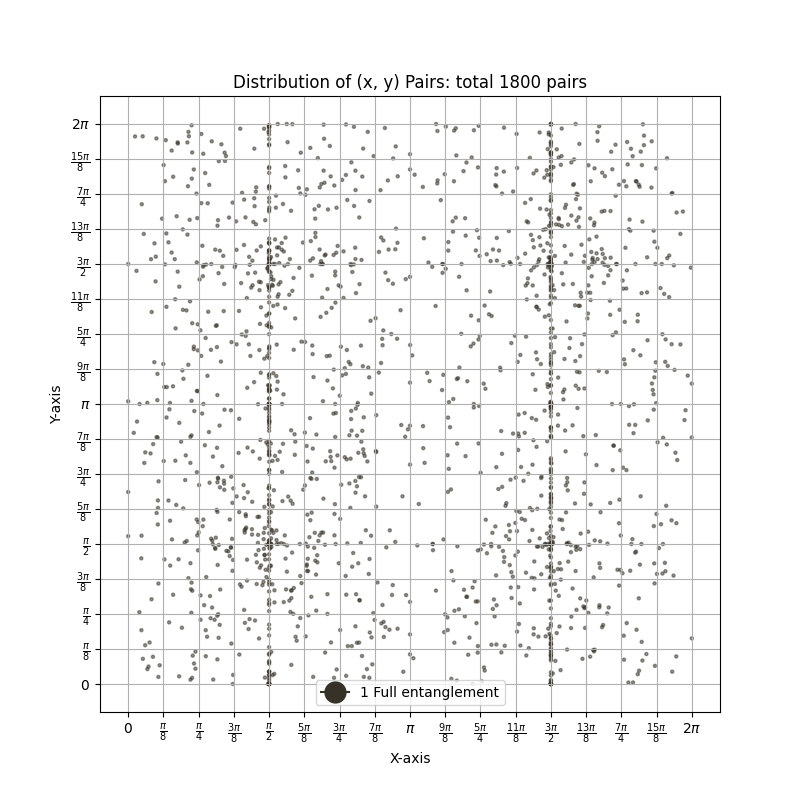 Distribution of (x, y) Pairs: total 1800 pairs
Y-axis
2π
15π/8
7π/4
13π/8
3π/2
11π/8
5π/4
9π/8
π
7π/8
3π/4
5π/8
π/2
3π/8
π/4
π/8
0
1 Full entanglement
0 π/8 π/4 3π/8 π/2 5π/8 3π/4 7π/8 π 9π/8 5π/4 11π/8 3π/2 13π/8 7π/4 15π/8 2π
X-axis